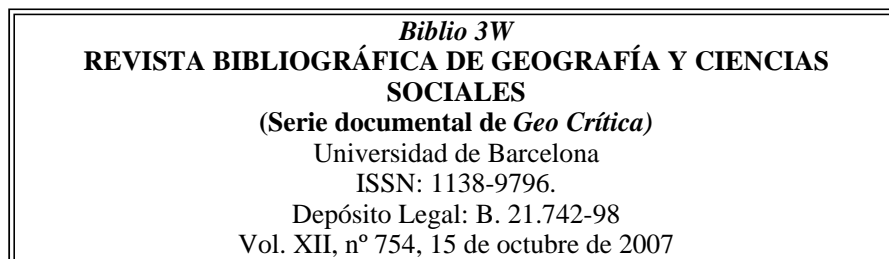 Biblio 3W
REVISTA BIBLIOGRÁFICA DE GEOGRAFÍA Y CIENCIAS
SOCIALES
(Serie documental de Geo Crítica)
Universidad de Barcelona
ISSN: 1138-9796.
Depósito Legal: B. 21.742-98
Vol. XII, nº 754, 15 de octubre de 2007